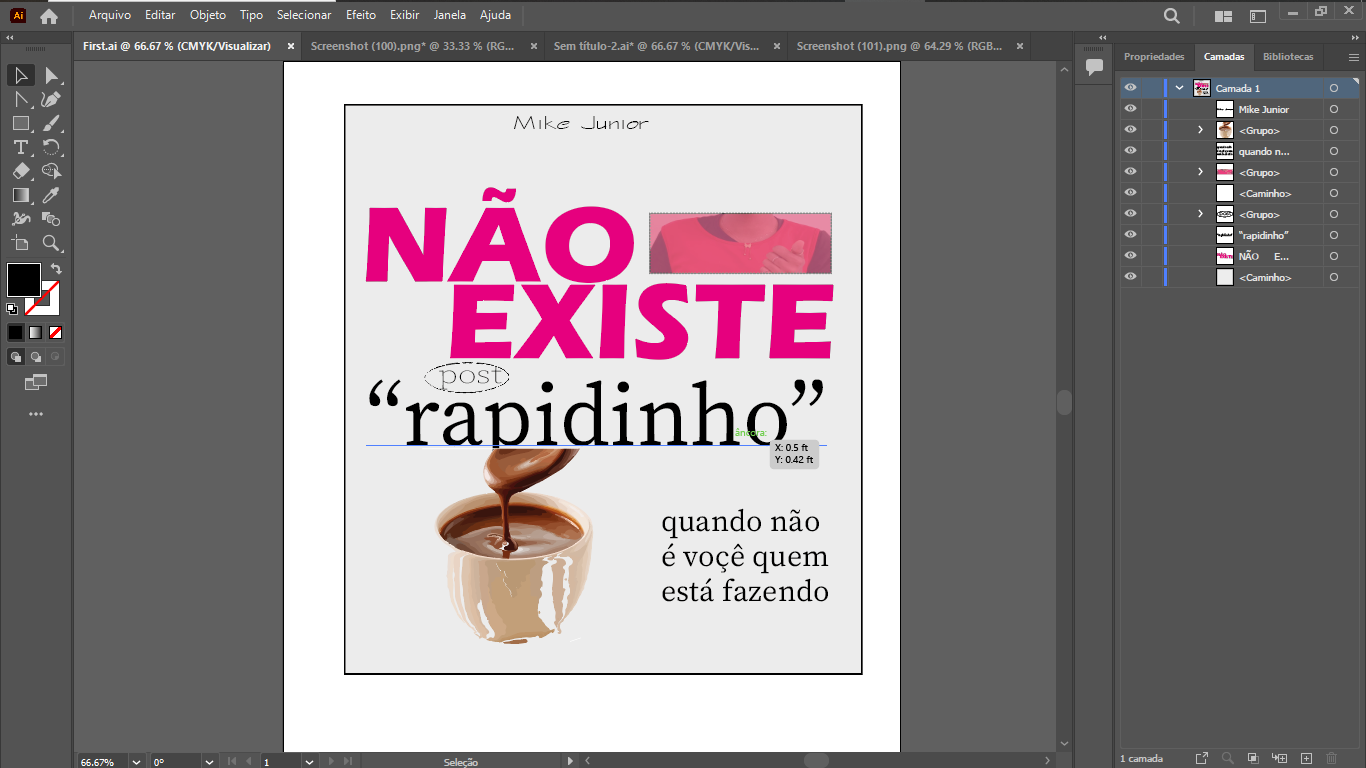 Ai
Arquivo Editar Objeto Tipo Selecionar Efeito Exibir Janela Ajuda
First.ai @ 66.67 % (CMYK/Visualizar) × Screenshot (100).png* @ 33.33 % (RG... × Sem título-2.ai* @ 66.67 % (CMYK/Vis... × Screenshot (101).png @ 64.29 % (RGB... ×
Propriedades Camadas Bibliotecas
Camada 1
Mike Junior
<Grupo>
quando n...
<Grupo>
<Caminho>
<Grupo>
“rapidinho”
NÃO E...
<Caminho>
Mike Junior
NÃO
EXISTE
post
“rapidinho”
âncora:
X: 0.5 ft
Y: 0.42 ft
quando não
é voçê quem
está fazendo
66.67% 0° 1 Seleção
1 camada